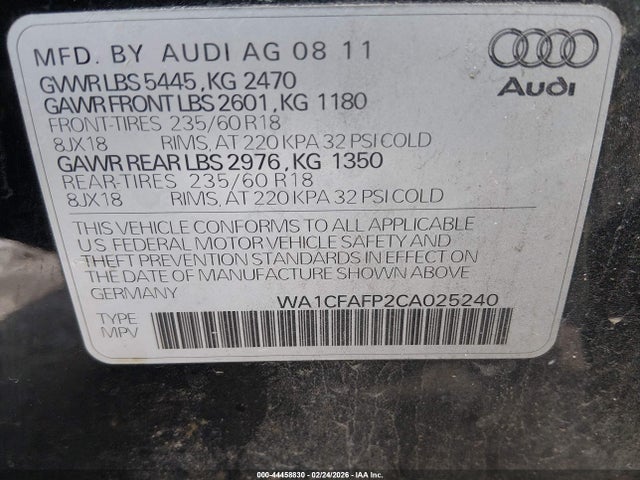 MFD. BY AUDI AG 08 11
GVWR LBS 5445, KG 2470
GAWR FRONT LBS 2601, KG 1180
FRONT-TIRES 235/60 R18
8JX18 RIMS, AT 220 KPA 32 PSI COLD
GAWR REAR LBS 2976, KG 1350
REAR-TIRES 235/60 R18
8JX18 RIMS, AT 220 KPA 32 PSI COLD
Audi
THIS VEHICLE CONFORMS TO ALL APPLICABLE
U.S. FEDERAL MOTOR VEHICLE SAFETY AND
THEFT PREVENTION STANDARDS IN EFFECT ON
THE DATE OF MANUFACTURE SHOWN ABOVE
GERMANY WA1CFAFP2CA025240
TYPE
MPV
000-44458830 - 02/24/2026 - IAA Inc.